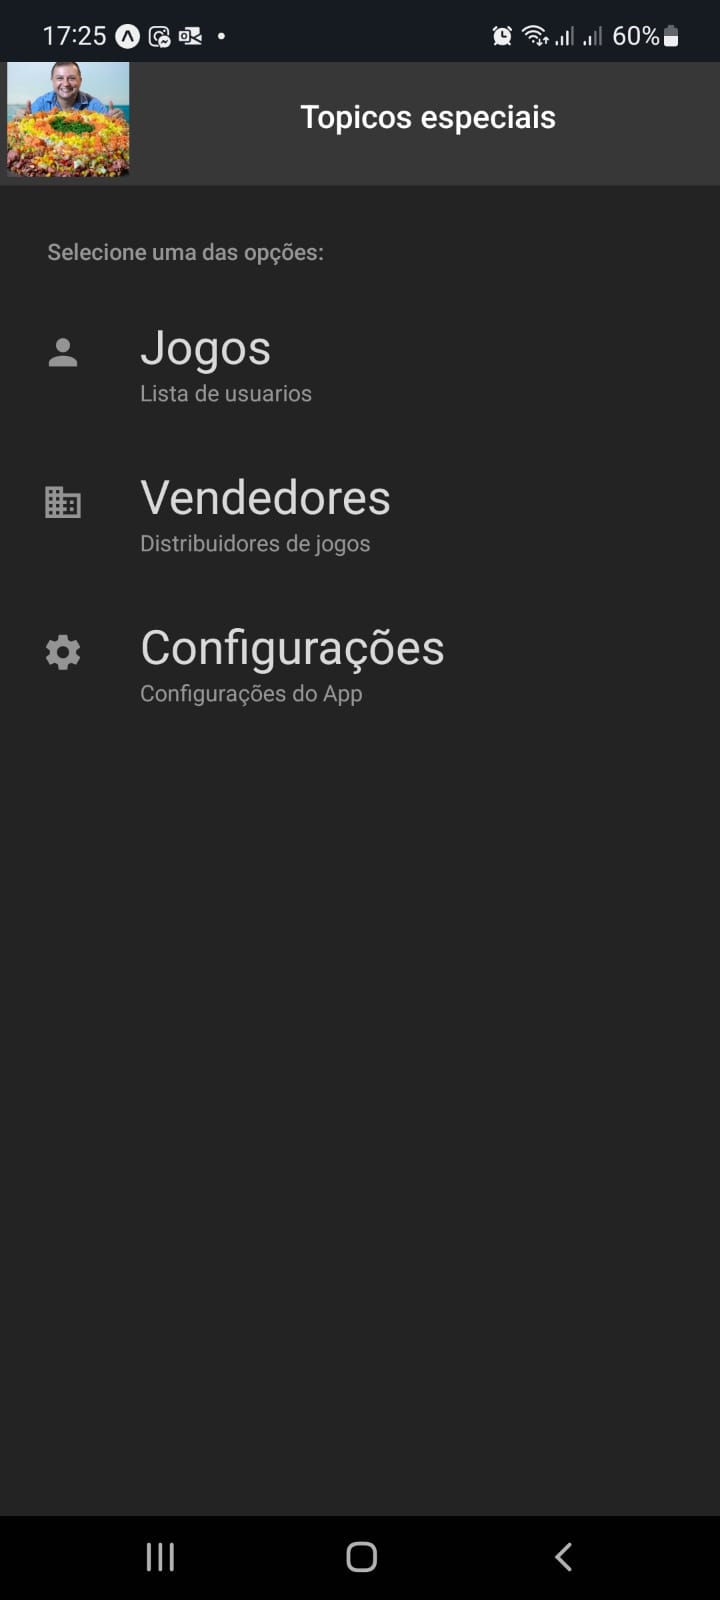 17:25
60%
Topicos especiais
Selecione uma das opções:
Jogos
Lista de usuarios
Vendedores
Distribuidores de jogos
Configurações
Configurações do App